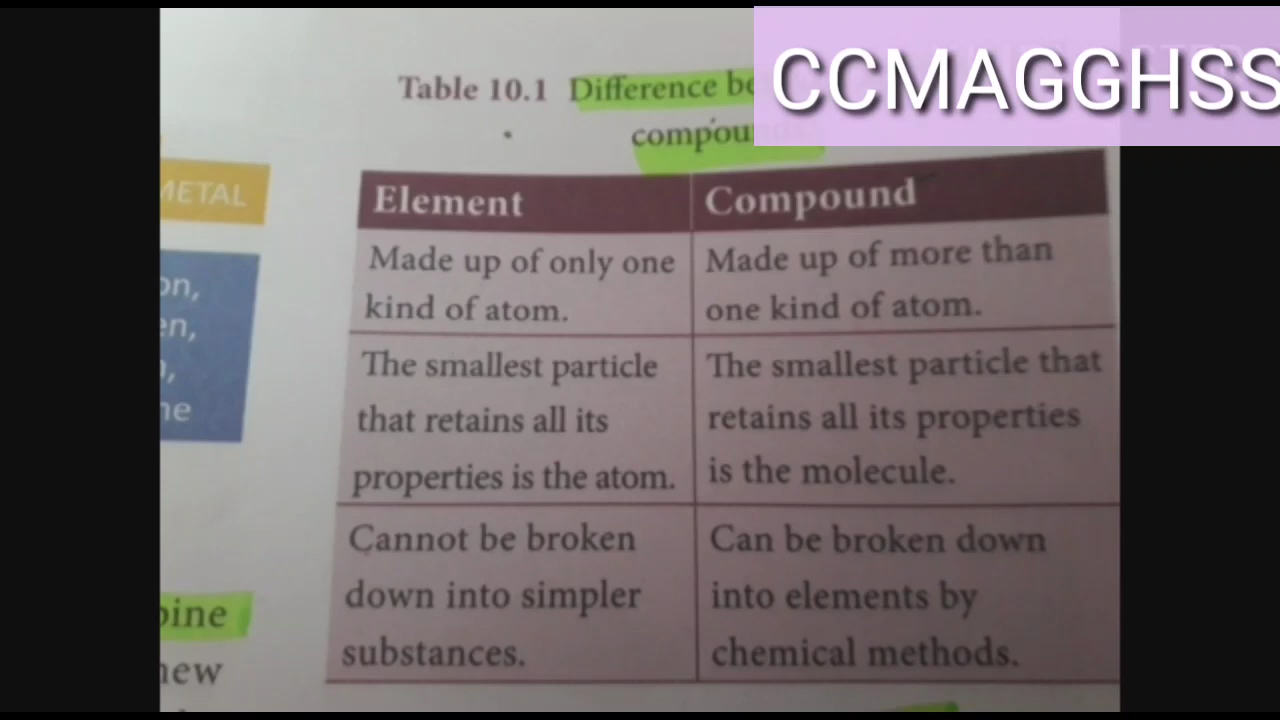 CCMAGGHSS
Table 10.1 Difference be
compoun
METAL
Element
Compound
Made up of only one
kind of atom.
Made up of more than
one kind of atom.
on,
en,
The smallest particle
that retains all its
properties is the atom.
The smallest particle that
retains all its properties
is the molecule.
ne
Cannot be broken
down into simpler
substances.
Can be broken down
into elements by
chemical methods.
bine
new